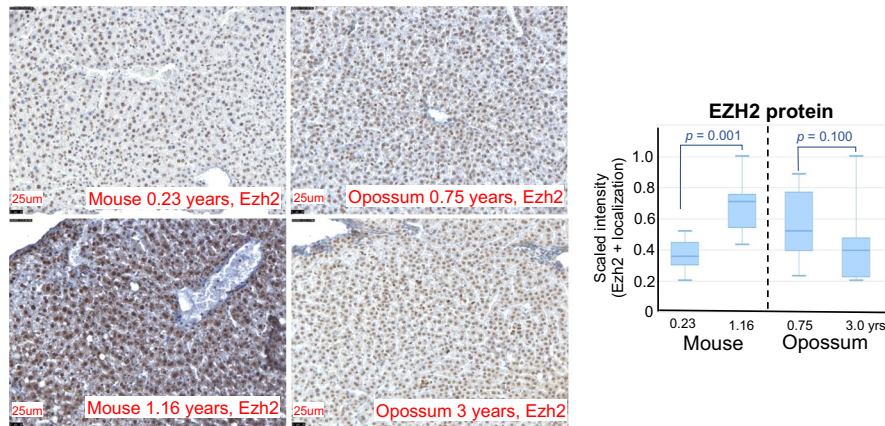 25um
Mouse 0.23 years, Ezh2
25um
Opossum 0.75 years, Ezh2
25um
Mouse 1.16 years, Ezh2
25um
Opossum 3 years, Ezh2
EZH2 protein
p = 0.001
p = 0.100
Scaled intensity
(Ezh2 + localization)
1.0
0.8
0.6
0.4
0.2
0
0.23
1.16
0.75
3.0 yrs
Mouse
Opossum